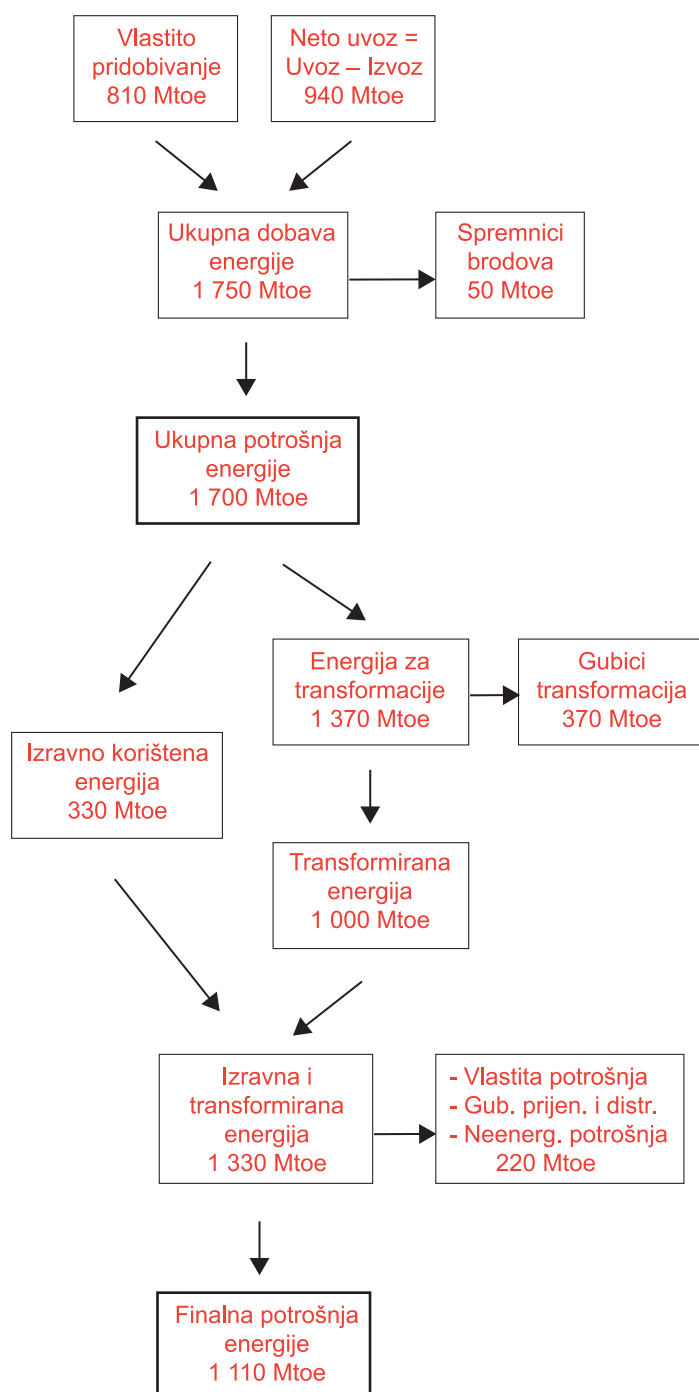 Vlastito
pridobivanje
810 Mtoe
Neto uvoz =
Uvoz – Izvoz
940 Mtoe
Ukupna dobava
energije
1 750 Mtoe
Spremnici
brodova
50 Mtoe
Ukupna potrošnja
energije
1 700 Mtoe
Energija za
transformacije
1 370 Mtoe
Gubici
transformacija
370 Mtoe
Izravno korištena
energija
330 Mtoe
Transformirana
energija
1 000 Mtoe
Izravna i
transformirana
energija
1 330 Mtoe
- Vlastita potrošnja
- Gub. prijen. i distr.
- Neenerg. potrošnja
220 Mtoe
Finalna potrošnja
energije
1 110 Mtoe